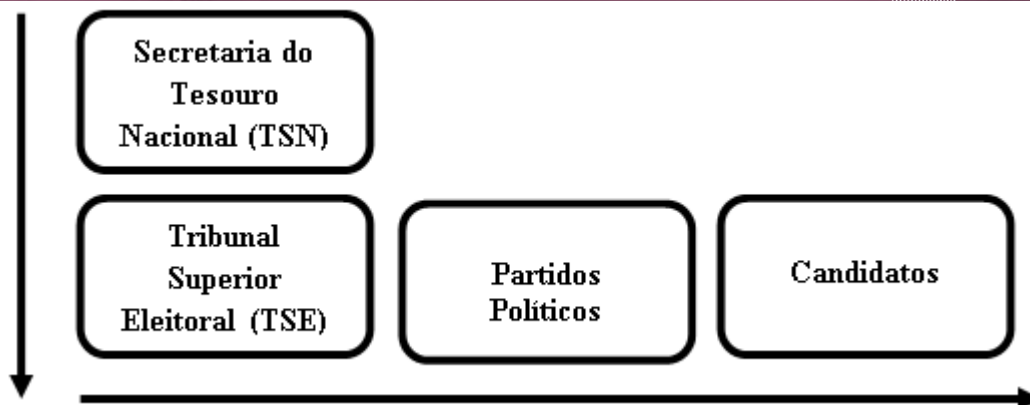 Secretaria do
Tesouro
Nacional (TSN)
Tribunal
Superior
Eleitoral (TSE)
Partidos
Políticos
Candidatos